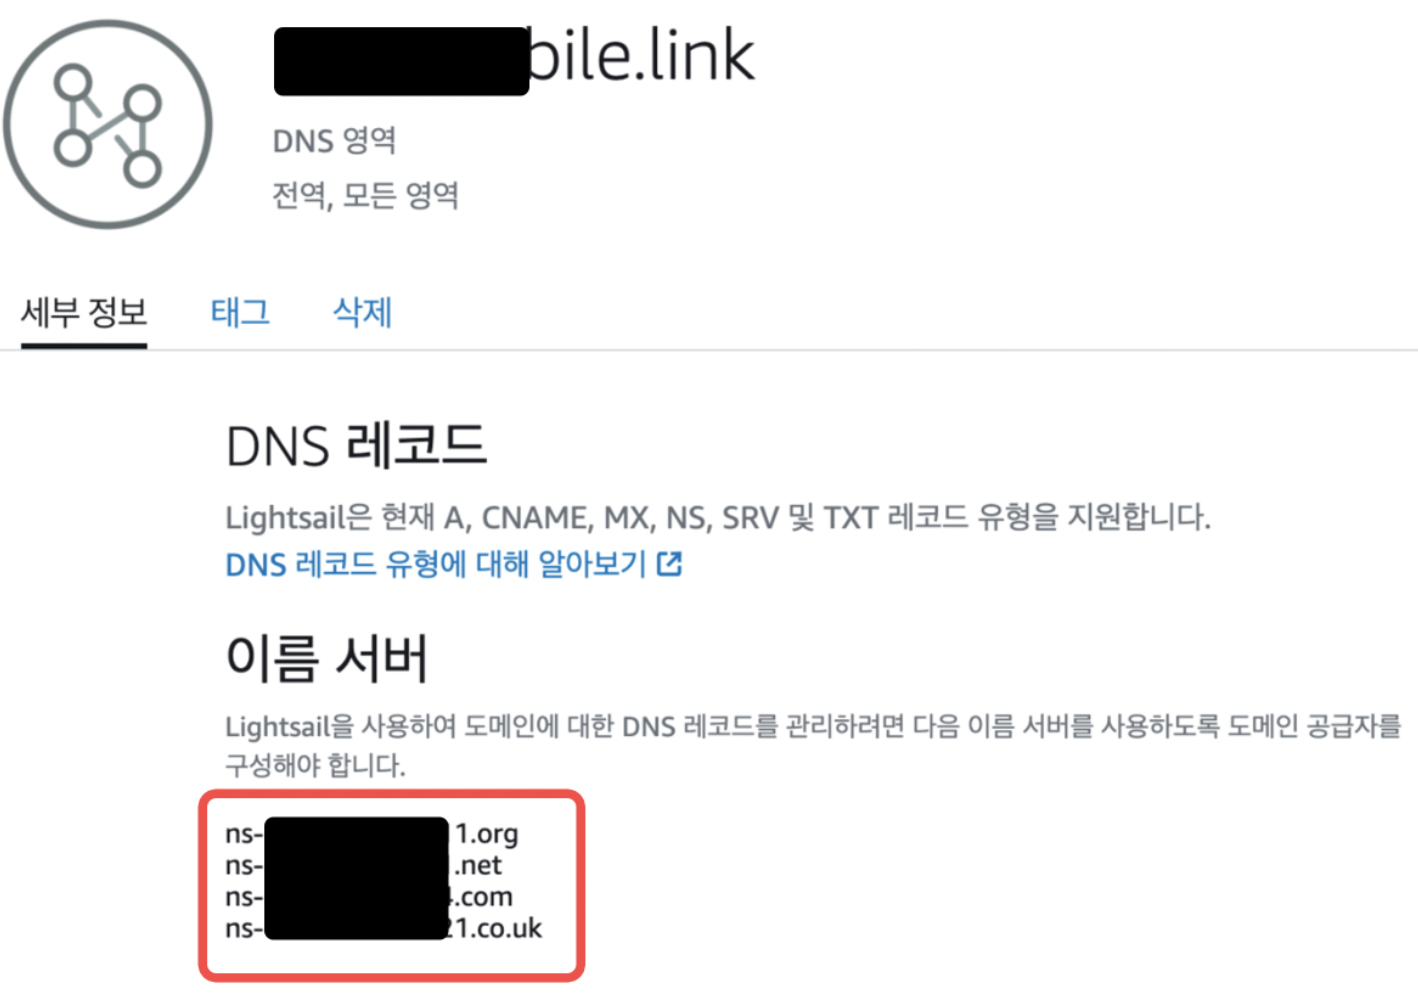 bile.link
DNS 영역
전역, 모든 영역
세부 정보 태그 삭제
DNS 레코드
Lightsail은 현재 A, CNAME, MX, NS, SRV 및 TXT 레코드 유형을 지원합니다.
DNS 레코드 유형에 대해 알아보기
이름 서버
Lightsail을 사용하여 도메인에 대한 DNS 레코드를 관리하려면 다음 이름 서버를 사용하도록 도메인 공급자를
구성해야 합니다.
ns- 1.org
ns- .net
ns- .com
ns- 1.co.uk